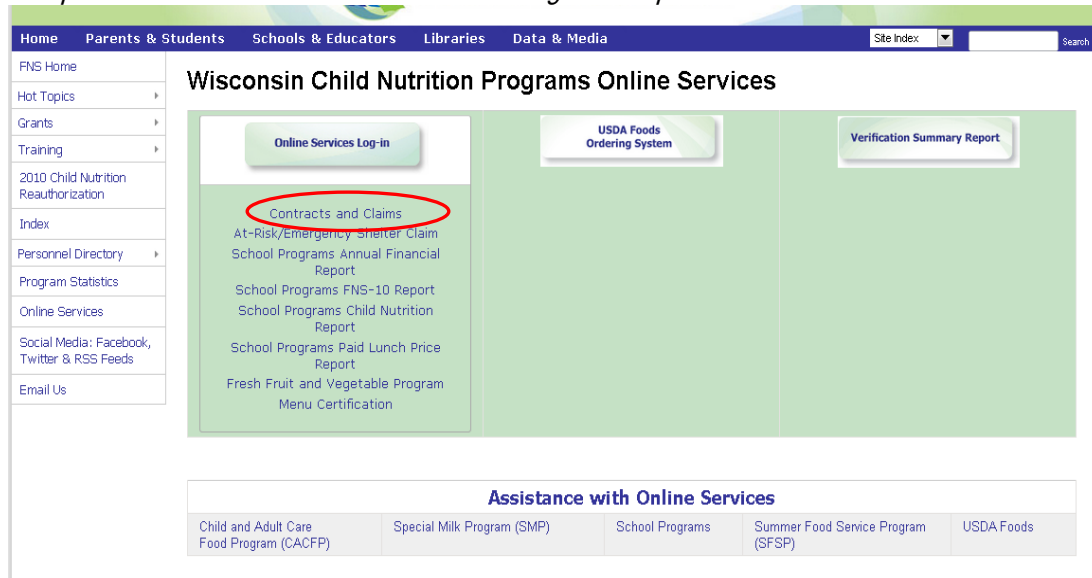 Home Parents & Students Schools & Educators Libraries Data & Media Site Index Search
FNS Home
Hot Topics
Grants
Training
2010 Child Nutrition
Reauthorization
Index
Personnel Directory
Program Statistics
Online Services
Social Media: Facebook,
Twitter & RSS Feeds
Email Us
Wisconsin Child Nutrition Programs Online Services
Online Services Log-in
Contracts and Claims
At-Risk/Emergency Shelter Claim
School Programs Annual Financial
Report
School Programs FNS-10 Report
School Programs Child Nutrition
Report
School Programs Paid Lunch Price
Report
Fresh Fruit and Vegetable Program
Menu Certification
USDA Foods
Ordering System
Verification Summary Report
Assistance with Online Services
Child and Adult Care
Food Program (CACFP)
Special Milk Program (SMP)
School Programs
Summer Food Service Program
(SFSP)
USDA Foods